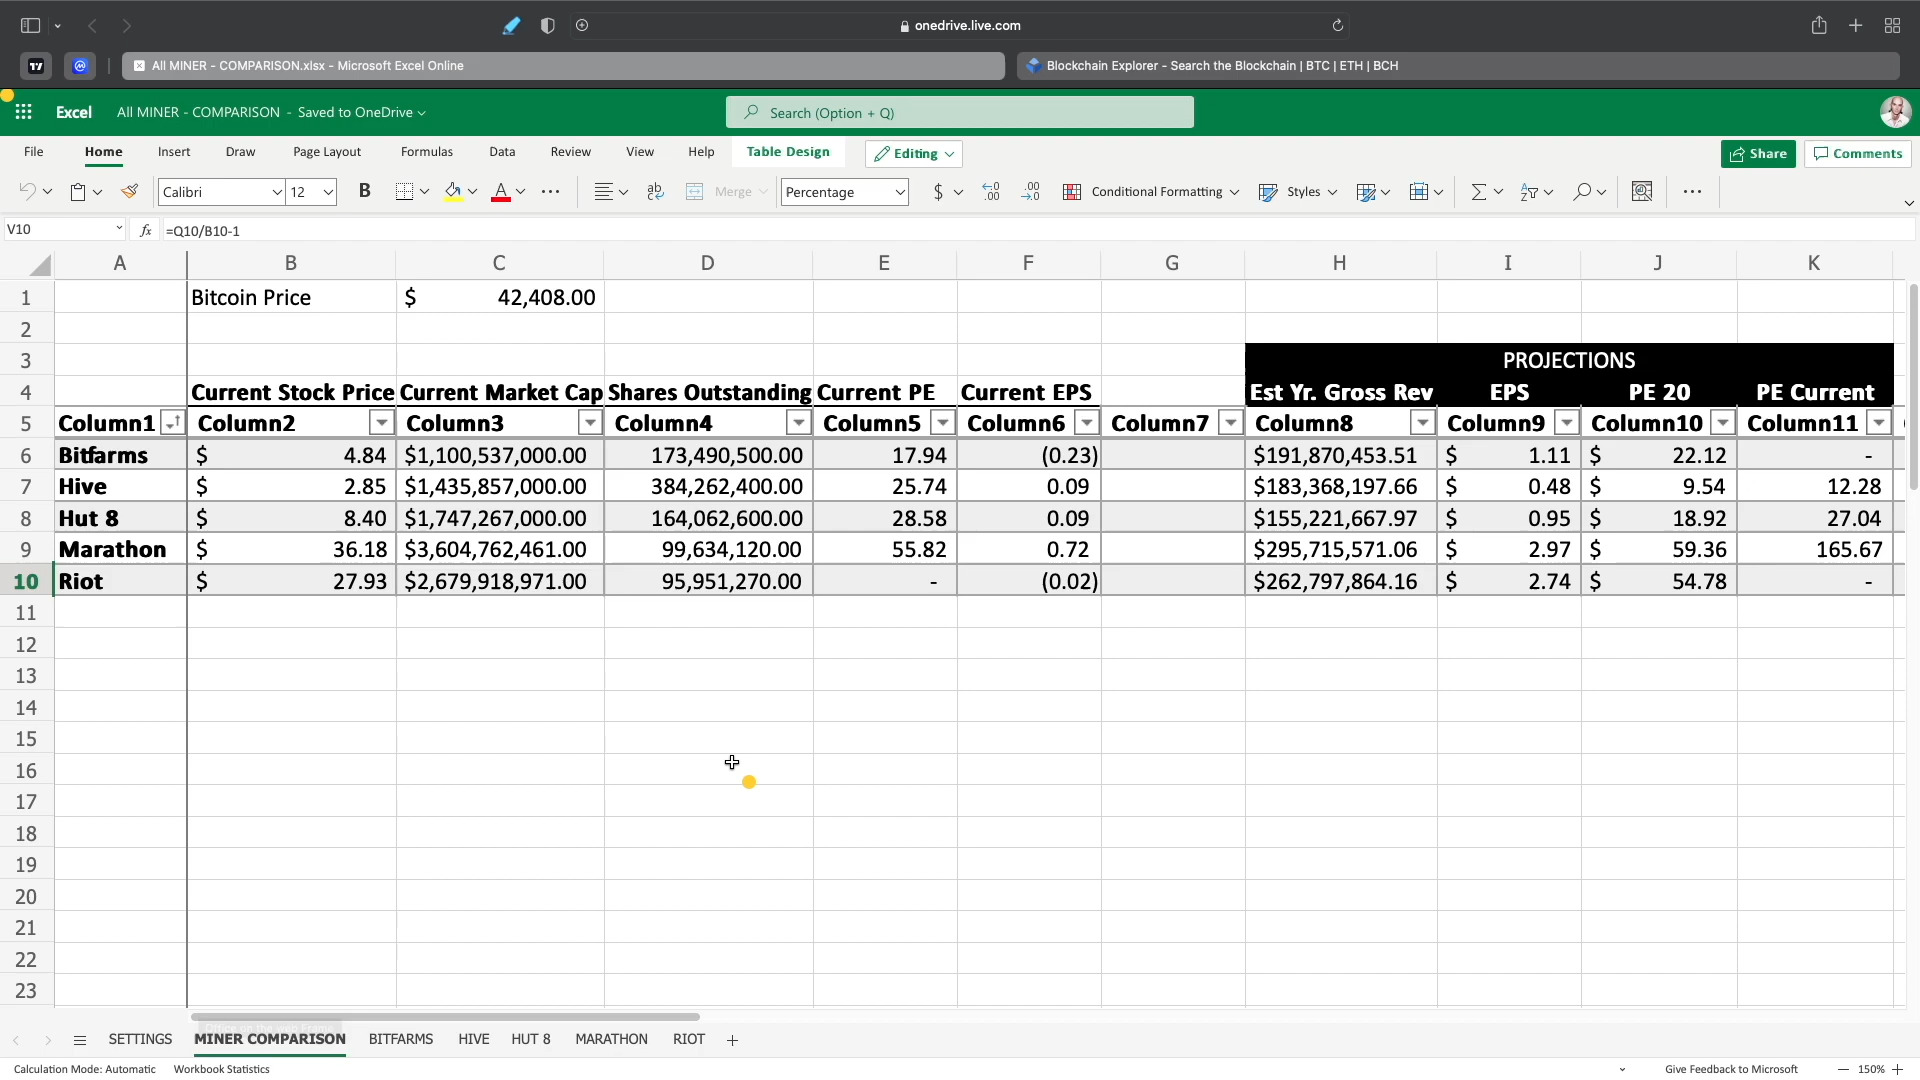 onedrive.live.com
All MINER - COMPARISON.xlsx - Microsoft Excel Online
Blockchain Explorer - Search the Blockchain | BTC | ETH | BCH
Excel All MINER - COMPARISON - Saved to OneDrive
Search (Option + Q)
File Home Insert Draw Page Layout Formulas Data Review View Help Table Design Editing Share Comments
Calibri 12 B A ab Merge Percentage $ .00 Conditional Formatting Styles
V10 fx =Q10/B10-1
A B C D E F G H I J K
1 Bitcoin Price $ 42,408.00
2
3 PROJECTIONS
4 Current Stock Price Current Market Cap Shares Outstanding Current PE Current EPS Est Yr. Gross Rev EPS PE 20 PE Current
5 Column1 Column2 Column3 Column4 Column5 Column6 Column7 Column8 Column9 Column10 Column11
6 Bitfarms $ 4.84 $1,100,537,000.00 173,490,500.00 17.94 (0.23) $191,870,453.51 $ 1.11 $ 22.12 -
7 Hive $ 2.85 $1,435,857,000.00 384,262,400.00 25.74 0.09 $183,368,197.66 $ 0.48 $ 9.54 12.28
8 Hut 8 $ 8.40 $1,747,267,000.00 164,062,600.00 28.58 0.09 $155,221,667.97 $ 0.95 $ 18.92 27.04
9 Marathon $ 36.18 $3,604,762,461.00 99,634,120.00 55.82 0.72 $295,715,571.06 $ 2.97 $ 59.36 165.67
10 Riot $ 27.93 $2,679,918,971.00 95,951,270.00 - (0.02) $262,797,864.16 $ 2.74 $ 54.78 -
11
12
13
14
15
16
17
18
19
20
21
22
23
SETTINGS MINER COMPARISON BITFARMS HIVE HUT 8 MARATHON RIOT
Calculation Mode: Automatic Workbook Statistics Give Feedback to Microsoft 150%